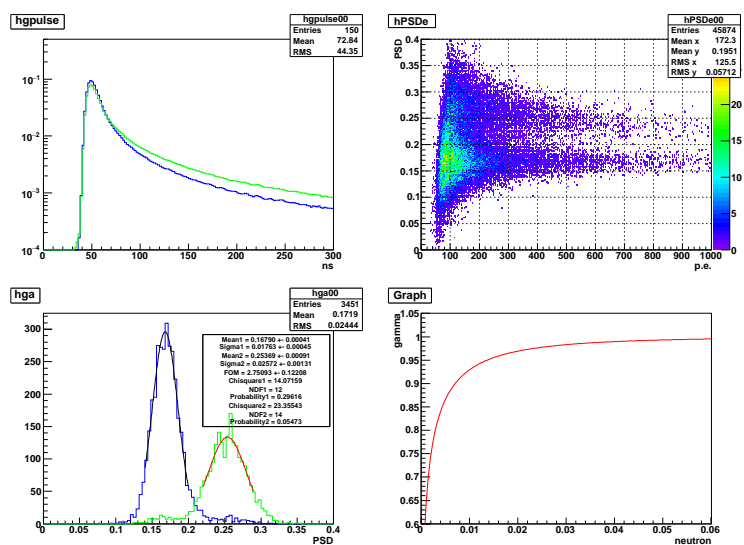 hgpulse
hgpulse00
Entries 150
Mean 72.84
RMS 44.35
10⁻¹
10⁻²
10⁻³
10⁻⁴
0 50 100 150 200 250 300
ns
hPSDe
hPSDe00
Entries 45874
Mean x 172.3
Mean y 0.1951
RMS x 125.5
RMS y 0.05712
PSD
0.4
0.35
0.3
0.25
0.2
0.15
0.1
0.05
0
0 100 200 300 400 500 600 700 800 900 1000
p.e.
20
15
10
5
0
hga
hga00
Entries 3451
Mean 0.1719
RMS 0.02444
Mean1 = 0.16790 +- 0.00041
Sigma1 = 0.01763 +- 0.00045
Mean2 = 0.25369 +- 0.00091
Sigma2 = 0.02572 +- 0.00131
FOM = 2.75093 +- 0.12208
Chisquare1 = 14.07159
NDF1 = 12
Probability1 = 0.29616
Chisquare2 = 23.35543
NDF2 = 14
Probability2 = 0.05473
300
250
200
150
100
50
0
0 0.05 0.1 0.15 0.2 0.25 0.3 0.35 0.4
PSD
Graph
gamma
1.05
1
0.95
0.9
0.85
0.8
0.75
0.7
0.65
0.6
0 0.01 0.02 0.03 0.04 0.05 0.06
neutron